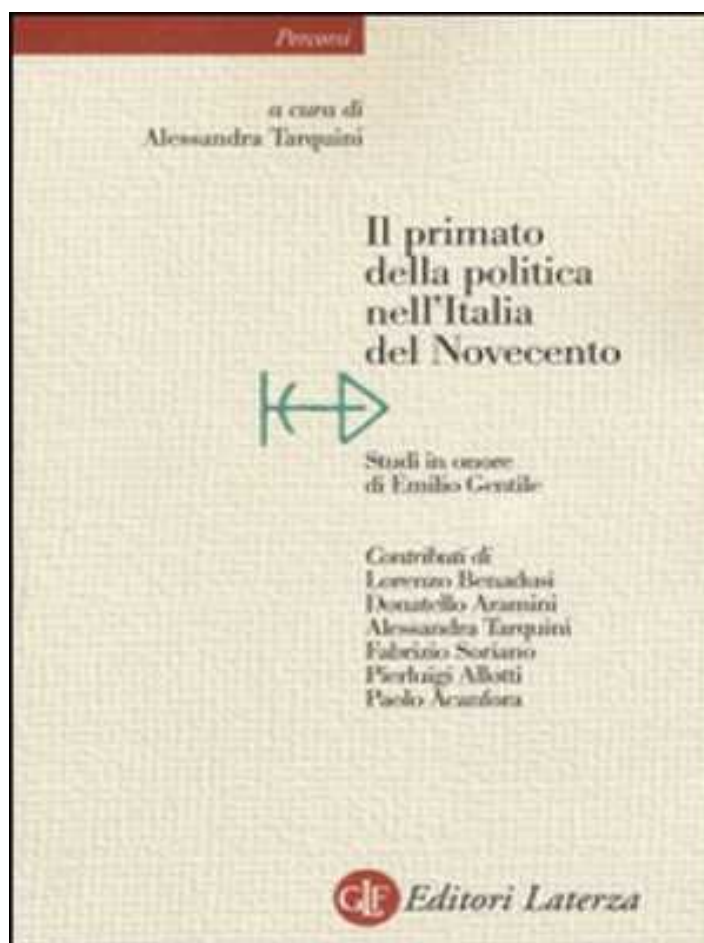 Percorsi
a cura di
Alessandra Tarquini
Il primato
della politica
nell'Italia
del Novecento
Studi in onore
di Emilio Gentile
Contributi di
Lorenzo Benadusi
Donatello Aramini
Alessandra Tarquini
Fabrizio Soriano
Pierluigi Allotti
Paolo Acanfora
GLF Editori Laterza